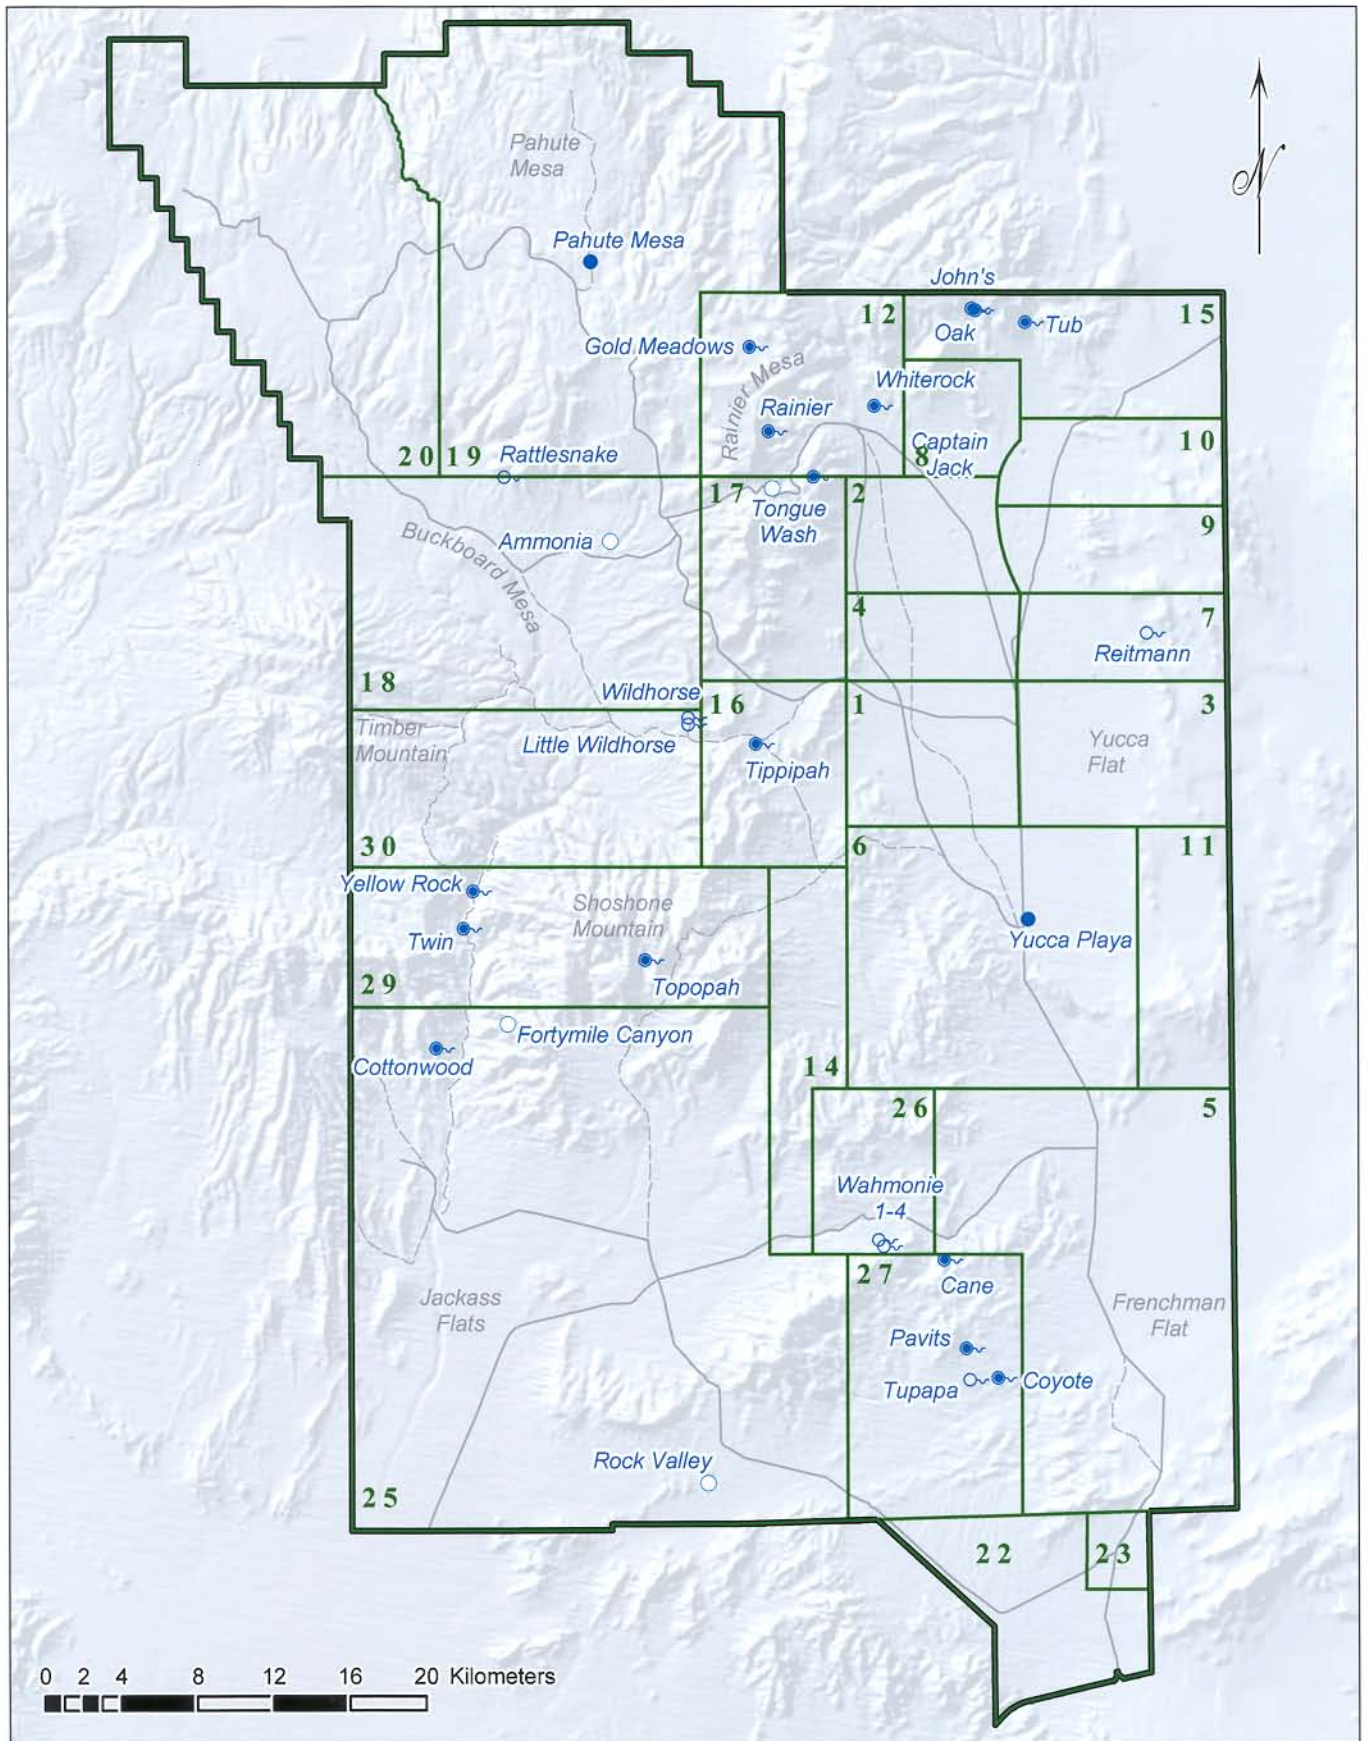 Pahute
Mesa
N
Pahute Mesa
John's
12
15
Oak
Tub
Gold Meadows
Rainier Mesa
Whiterock
Rainier
10
Captain
Jack
8
20
19
Rattlesnake
17
2
Tongue
Wash
9
Buckboard Mesa
Ammonia
4
7
Reitmann
18
Wildhorse
16
1
3
Timber
Mountain
Little Wildhorse
Yucca
Flat
Tippipah
30
6
11
Yellow Rock
Shoshone
Mountain
Twin
Yucca Playa
29
Topopah
Fortymile Canyon
Cottonwood
14
26
5
Wahmonie
1-4
27
Cane
Jackass
Flats
Frenchman
Flat
Pavits
Tupapa
Coyote
Rock Valley
25
22
23
0 2 4 8 12 16 20 Kilometers